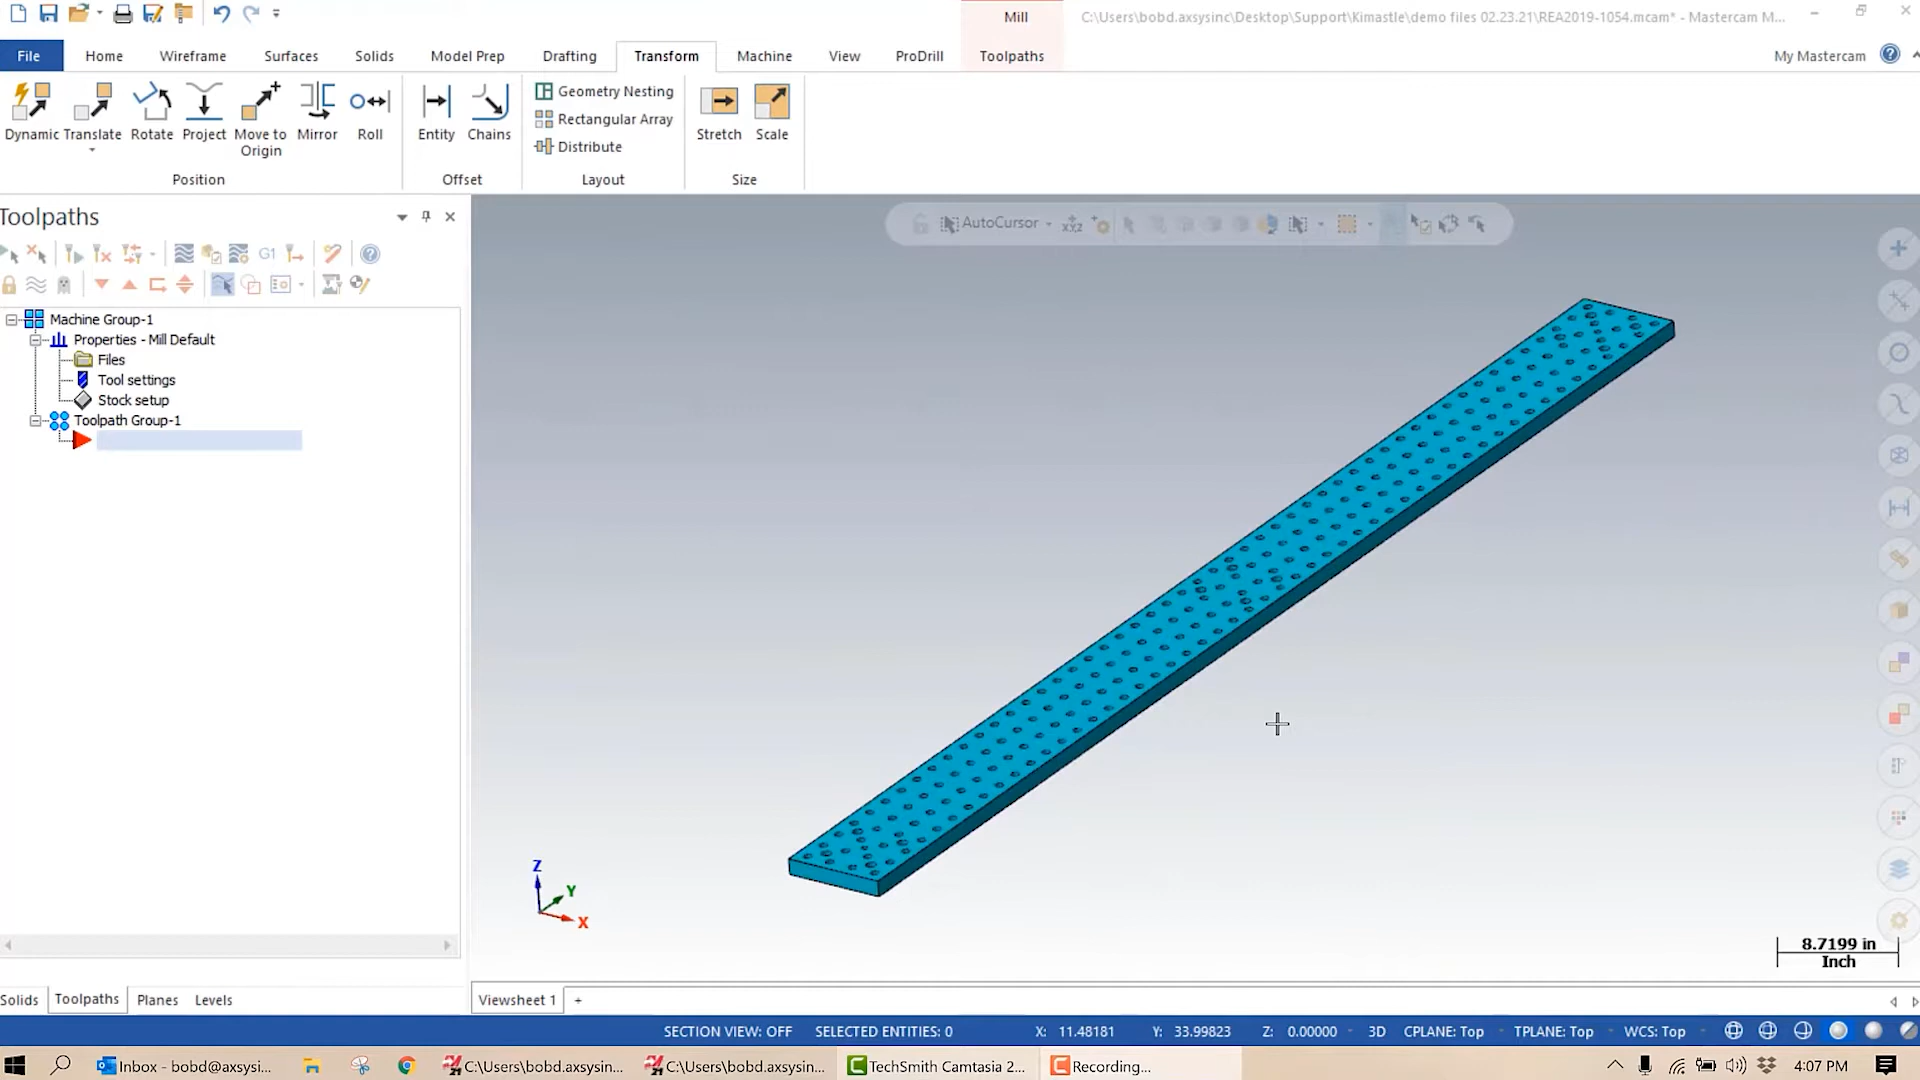 Mill
C:\Users\bobd.axsysinc\Desktop\Support\Kimastle\demo files 02.23.21\REA2019-1054.mcam* - Mastercam M...
File
Home
Wireframe
Surfaces
Solids
Model Prep
Drafting
Transform
Machine
View
ProDrill
Toolpaths
My Mastercam
Dynamic
Translate
Rotate
Project
Move to
Origin
Mirror
Roll
Entity
Chains
Geometry Nesting
Rectangular Array
Distribute
Stretch
Scale
Position
Offset
Layout
Size
Toolpaths
AutoCursor
xyz
G1
Machine Group-1
Properties - Mill Default
Files
Tool settings
Stock setup
Toolpath Group-1
Z
Y
X
8.7199 in
Inch
Solids
Toolpaths
Planes
Levels
Viewsheet 1
+
SECTION VIEW: OFF
SELECTED ENTITIES: 0
X: 11.48181
Y: 33.99823
Z: 0.00000
3D
CPLANE: Top
TPLANE: Top
WCS: Top
Inbox - bobd@axsysi...
C:\Users\bobd.axsysin...
C:\Users\bobd.axsysin...
TechSmith Camtasia 2...
Recording...
4:07 PM